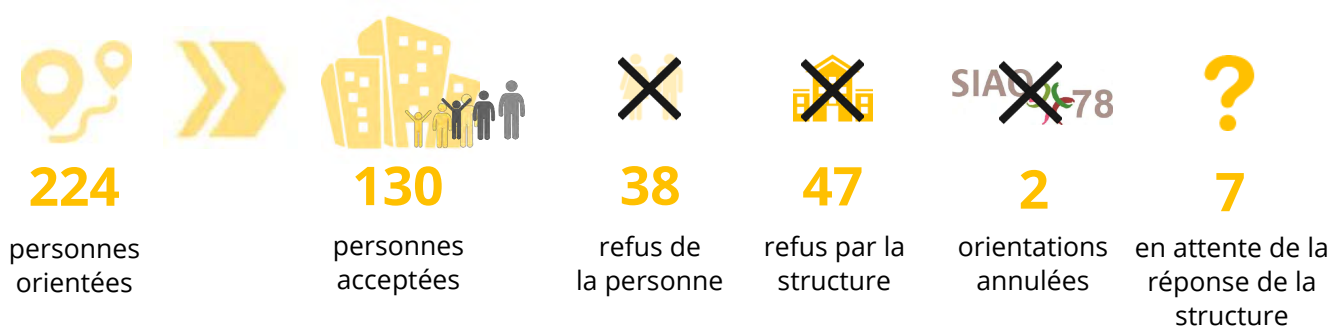 SIAO 78
224
personnes
orientées
130
personnes
acceptées
38
refus de
la personne
47
refus par la
structure
2
orientations
annulées
7
en attente de la
réponse de la
structure
?